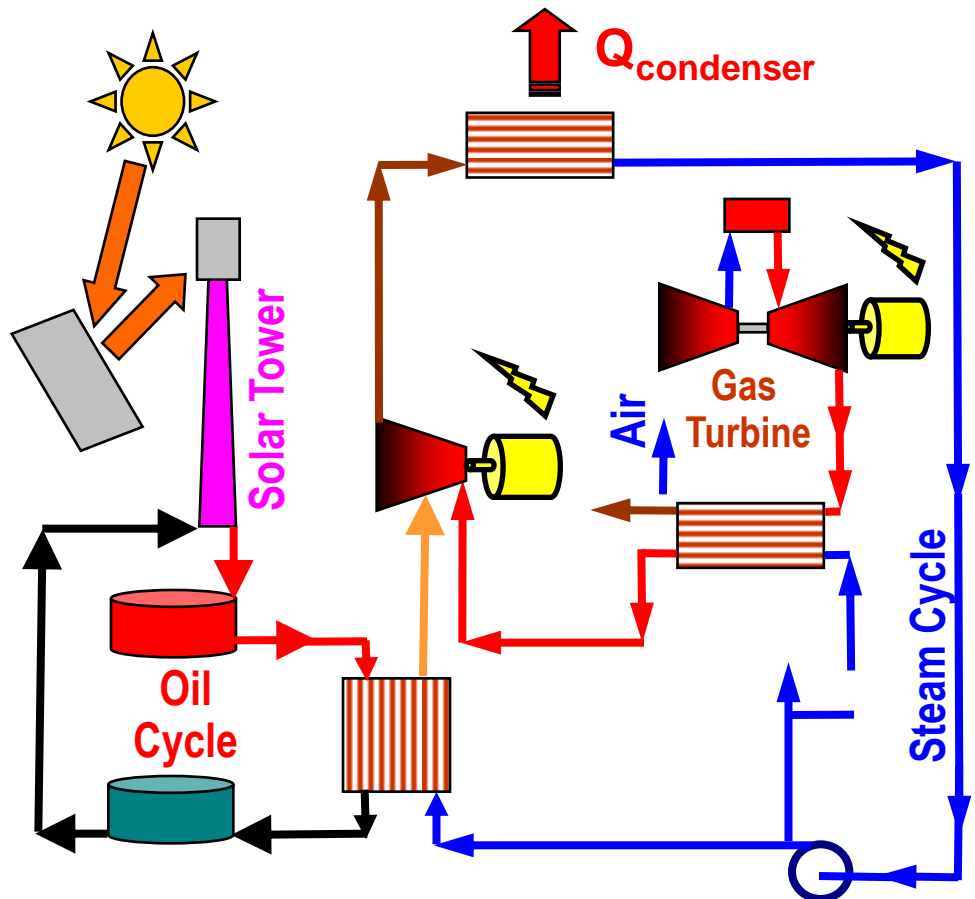 Qcondenser
Solar Tower
Gas
Turbine
Air
Steam Cycle
Oil
Cycle